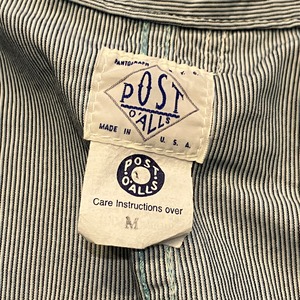 POST
O'ALLS
MADE IN U.S.A.
POST
O'ALLS
Care Instructions over
M